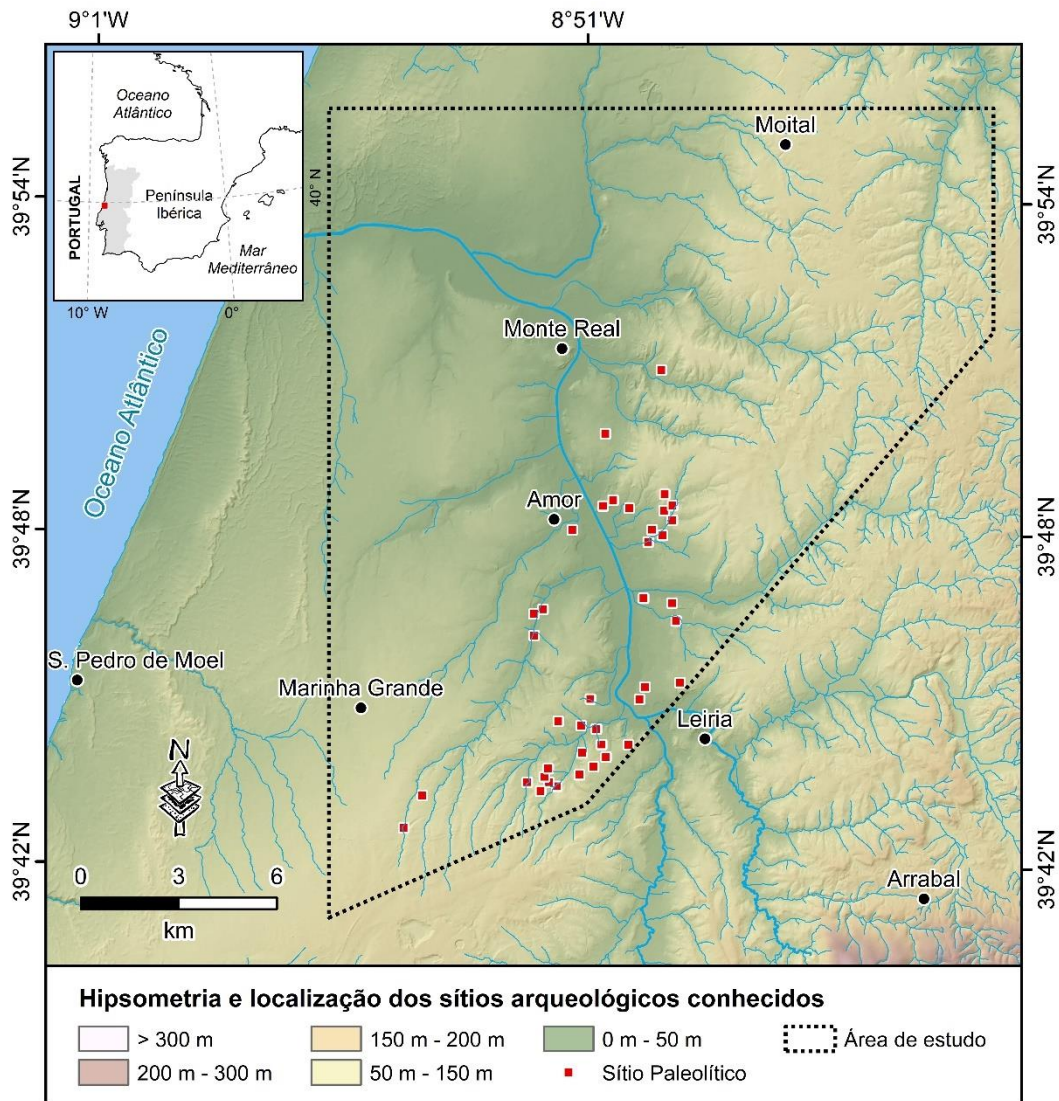 9°1'W
8°51'W
Oceano
Atlântico
PORTUGAL
Península
Ibérica
40° N
Mar
Mediterrâneo
10° W
0°
Moital
39°54'N
39°54'N
Monte Real
Oceano Atlântico
Amor
39°48'N
39°48'N
S. Pedro de Moel
Marinha Grande
Leiria
N
39°42'N
39°42'N
Arrabal
0 3 6
km
Hipsometria e localização dos sítios arqueológicos conhecidos
> 300 m
150 m - 200 m
0 m - 50 m
Área de estudo
200 m - 300 m
50 m - 150 m
Sítio Paleolítico